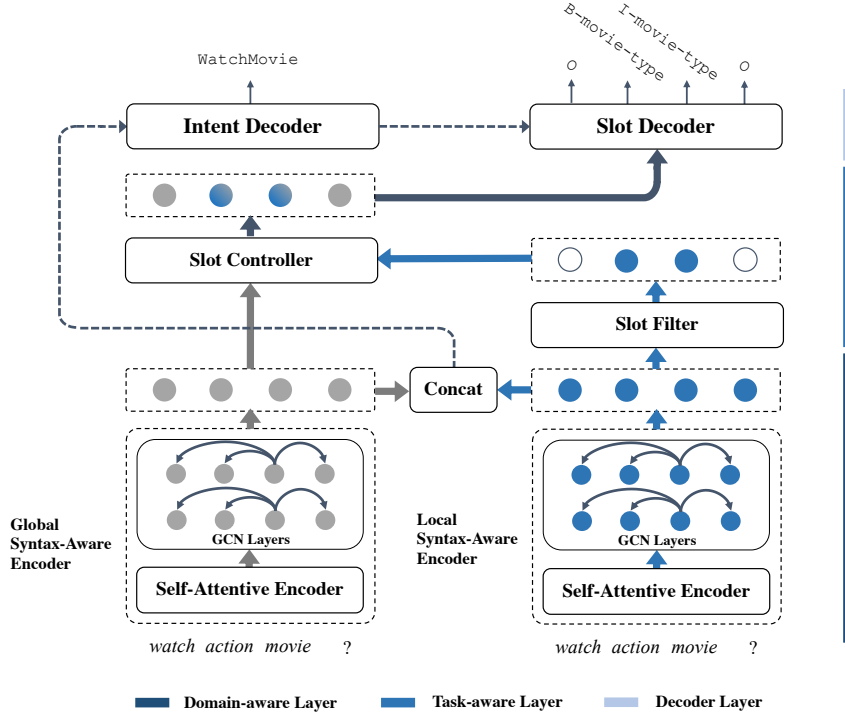 WatchMovie
O
B-movie-type
I-movie-type
O
Intent Decoder
Slot Decoder
Slot Controller
Slot Filter
Concat
Global
Syntax-Aware
Encoder
GCN Layers
Self-Attentive Encoder
watch action movie ?
Local
Syntax-Aware
Encoder
GCN Layers
Self-Attentive Encoder
watch action movie ?
Domain-aware Layer
Task-aware Layer
Decoder Layer